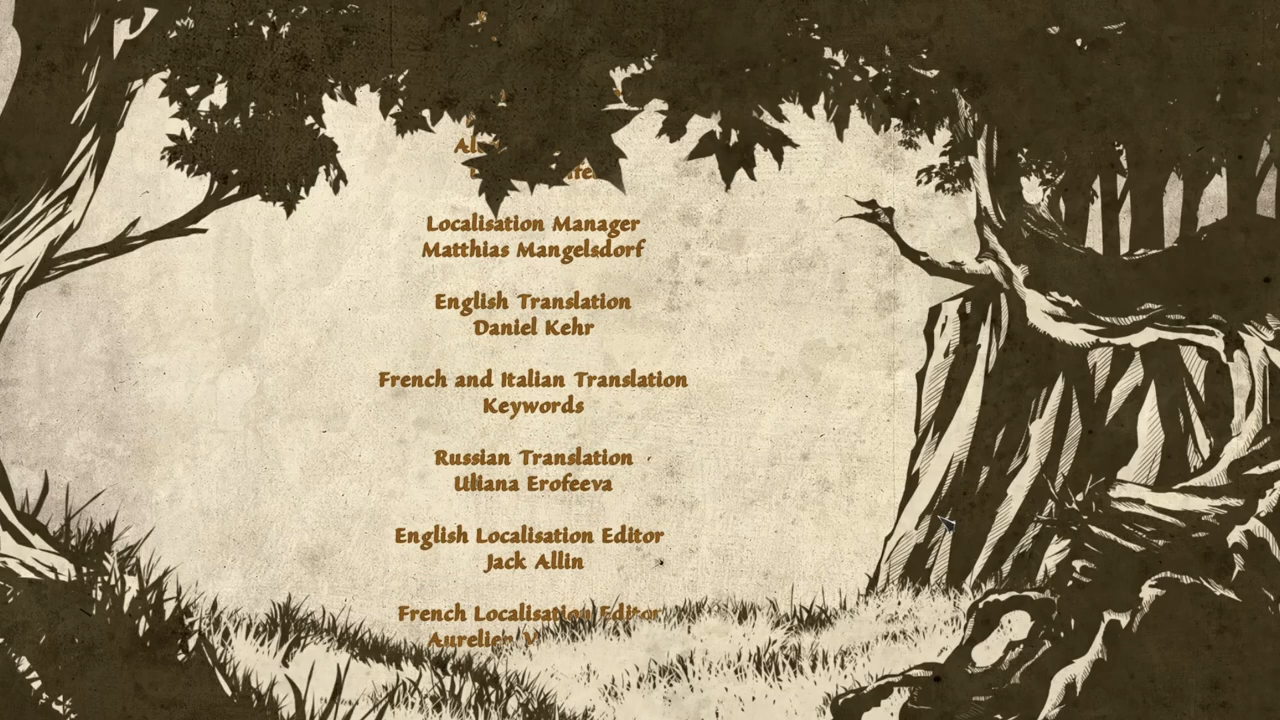 Localisation Manager
Matthias Mangelsdorf
English Translation
Daniel Kehr
French and Italian Translation
Keywords
Russian Translation
Uliana Erofeeva
English Localisation Editor
Jack Allin
French Localisation Editor
Aurelien